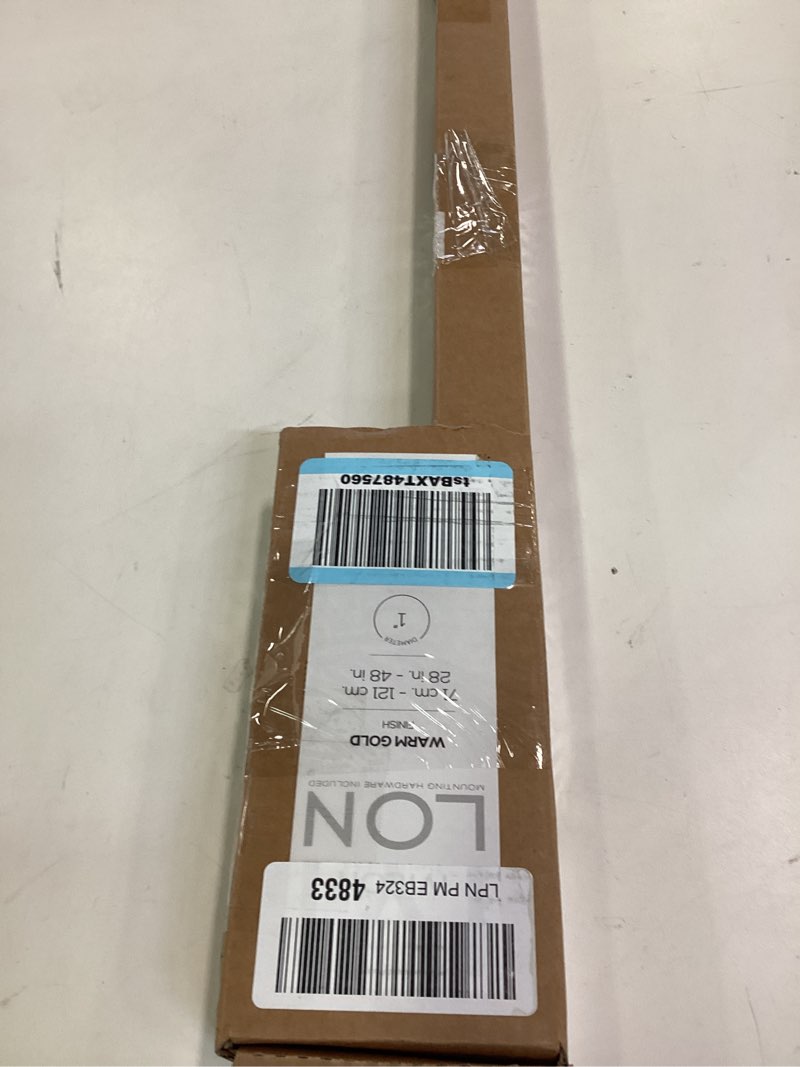 LPN PM EB324 4833
LON
MOUNTING HARDWARE INCLUDED
WARM GOLD
FINISH
71 cm. - 121 cm.
28 in. - 48 in.
DIAMETER
1"
tsBAXT487560